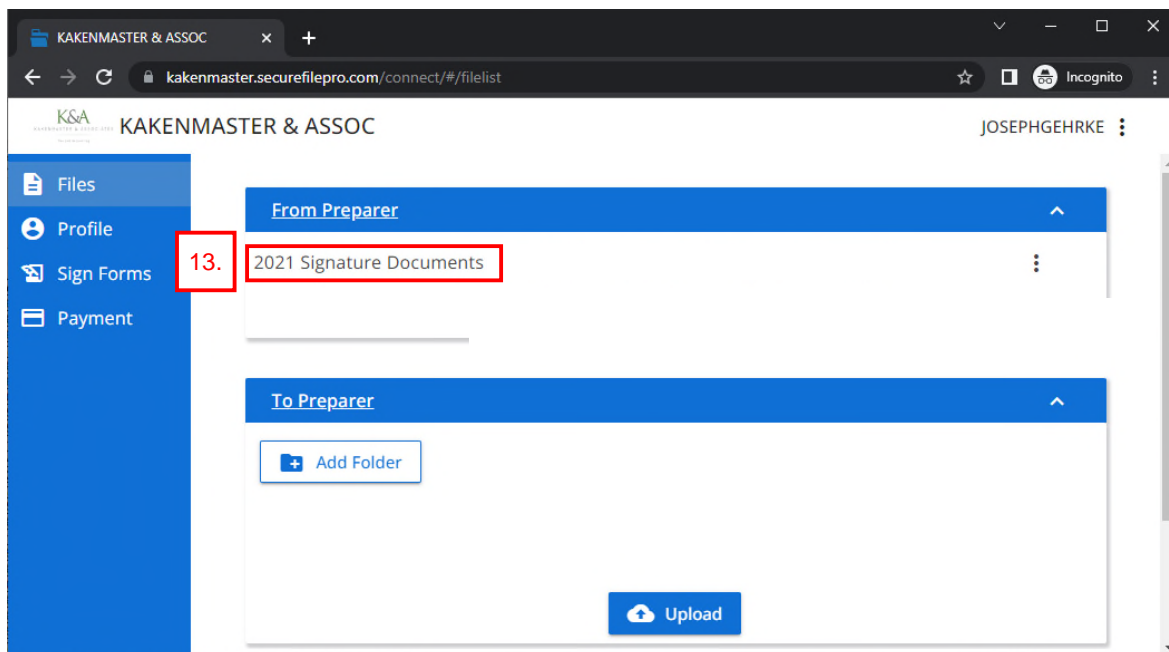 KAKENMASTER & ASSOC
kakenmaster.securefilepro.com/connect/#/filelist
Incognito
K&A
KAKENMASTER & ASSOC
JOSEPHGEHRKE
Files
Profile
Sign Forms
Payment
From Preparer
13.
2021 Signature Documents
To Preparer
Add Folder
Upload